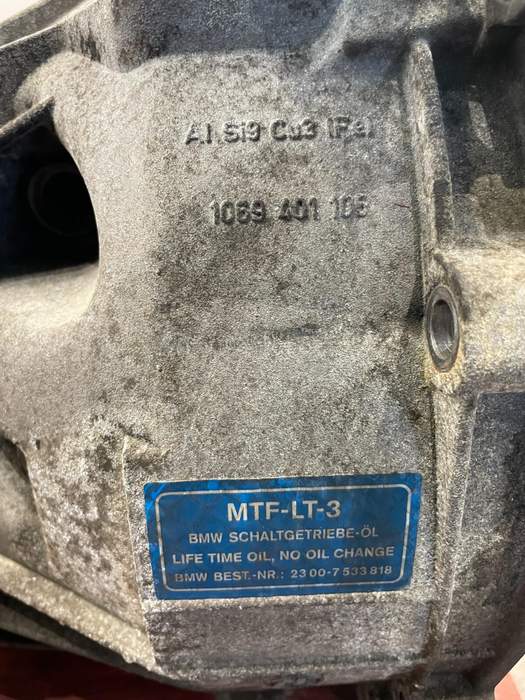 Al Si9 Cu3 (Fe)
1069 401 105
MTF-LT-3
BMW SCHALTGETRIEBE-ÖL
LIFE TIME OIL, NO OIL CHANGE
BMW BEST.-NR.: 23 00-7 533 818